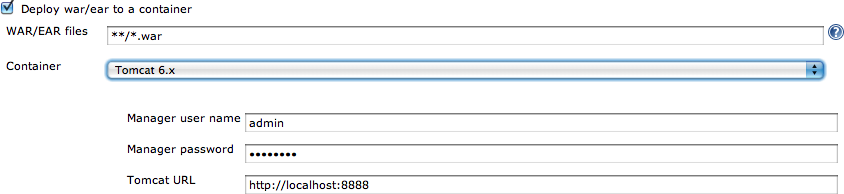 Deploy war/ear to a container
WAR/EAR files **/*.war ?
Container Tomcat 6.x
Manager user name admin
Manager password ••••••••
Tomcat URL http://localhost:8888